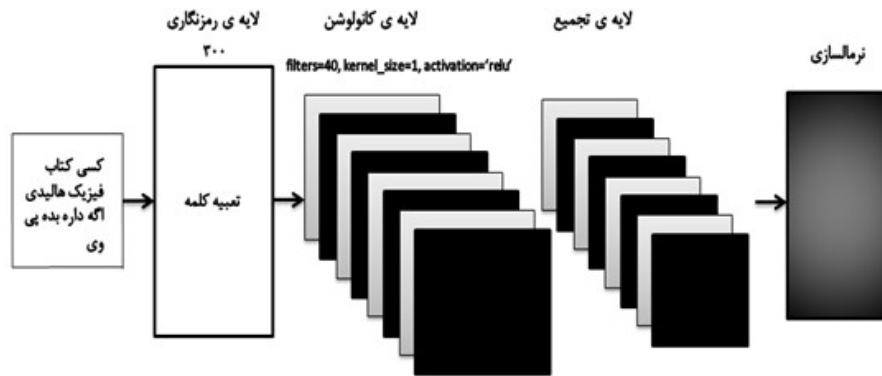 لایه ی رمزنگاری
۳۰۰
لایه ی کانولوشن
filters=40, kernel_size=1, activation='relu'
لایه ی تجمیع
نرمالسازی
کسی کتاب
فیزیک هالیدی
اگه داره بده پی
وی
تعبیه کلمه